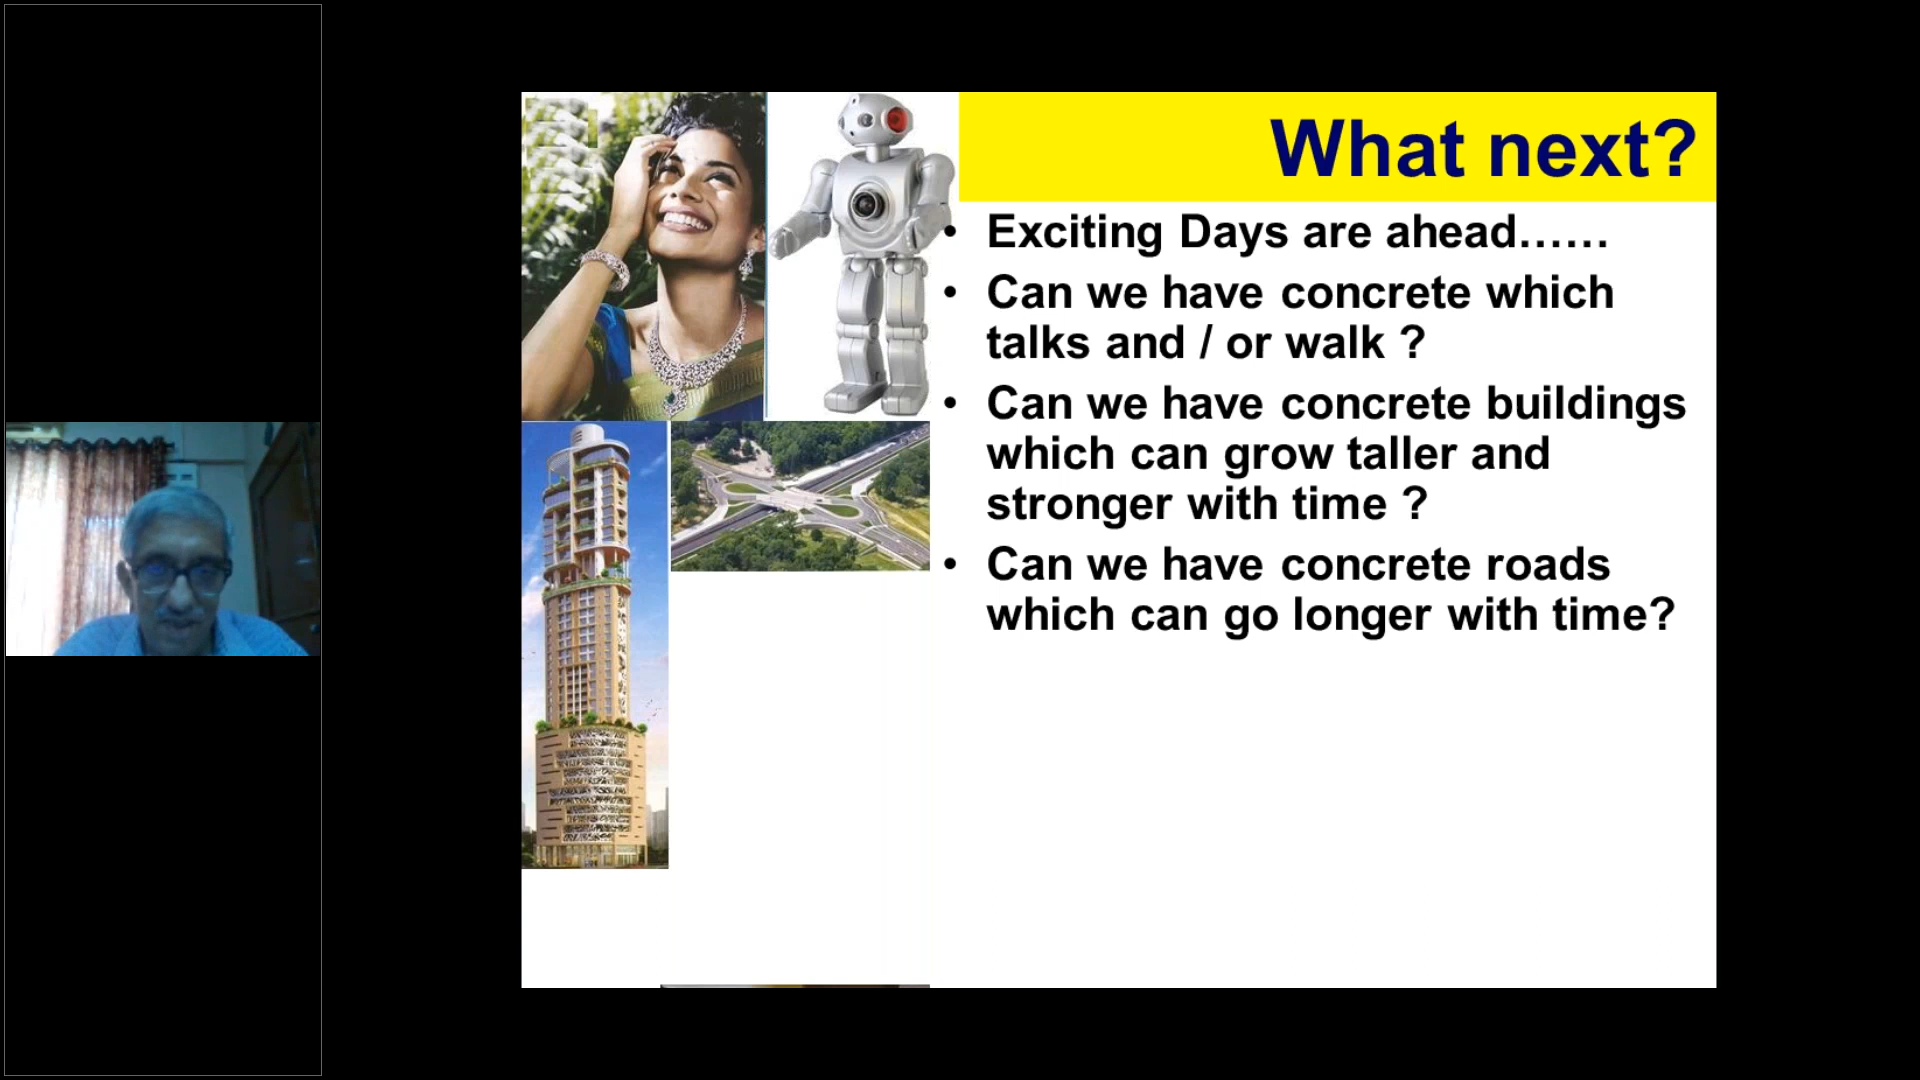 What next?
• Exciting Days are ahead……
• Can we have concrete which
talks and / or walk ?
• Can we have concrete buildings
which can grow taller and
stronger with time ?
• Can we have concrete roads
which can go longer with time?